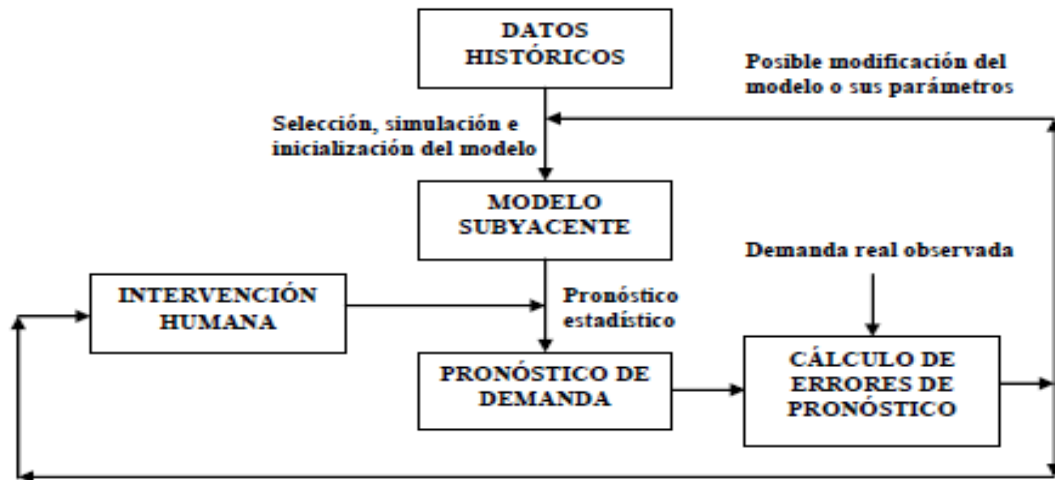 DATOS
HISTÓRICOS
Posible modificación del
modelo o sus parámetros
Selección, simulación e
inicialización del modelo
MODELO
SUBYACENTE
Demanda real observada
INTERVENCIÓN
HUMANA
Pronóstico
estadístico
PRONÓSTICO DE
DEMANDA
CÁLCULO DE
ERRORES DE
PRONÓSTICO